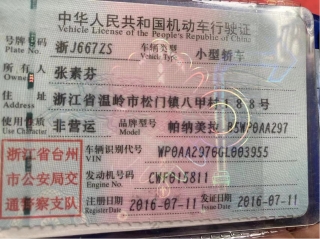 中华人民共和国机动车行驶证
Vehicle License of the People's Republic of China
号牌号码 浙J667ZS 车辆类型 小型轿车
Plate No. Vehicle Type
所有人 张素芬
Owner
住址 浙江省温岭市松门镇八甲村188号
Address
使用性质 非营运 品牌型号 帕纳美拉
Use Character Model
浙江省台州 车辆识别代号
VIN
市公安局交 发动机号码 CWF015811
Engine No.
通警察支队 注册日期 2016-07-11 发证日期 2016-07-11
Register Date Issue Date